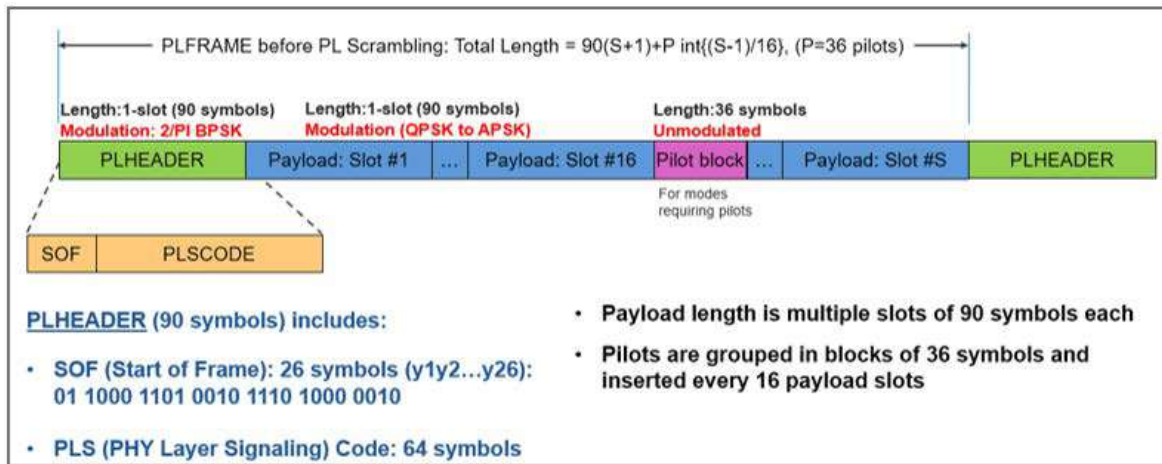 PLFRAME before PL Scrambling: Total Length = 90(S+1)+P int{(S-1)/16}, (P=36 pilots)
Length:1-slot (90 symbols)
Modulation: 2/PI BPSK
Length:1-slot (90 symbols)
Modulation (QPSK to APSK)
Length:36 symbols
Unmodulated
PLHEADER
Payload: Slot #1
...
Payload: Slot #16
Pilot block
...
Payload: Slot #S
PLHEADER
For modes
requiring pilots
SOF
PLSCODE
PLHEADER (90 symbols) includes:
• SOF (Start of Frame): 26 symbols (y1y2...y26):
01 1000 1101 0010 1110 1000 0010
• PLS (PHY Layer Signaling) Code: 64 symbols
• Payload length is multiple slots of 90 symbols each
• Pilots are grouped in blocks of 36 symbols and
inserted every 16 payload slots